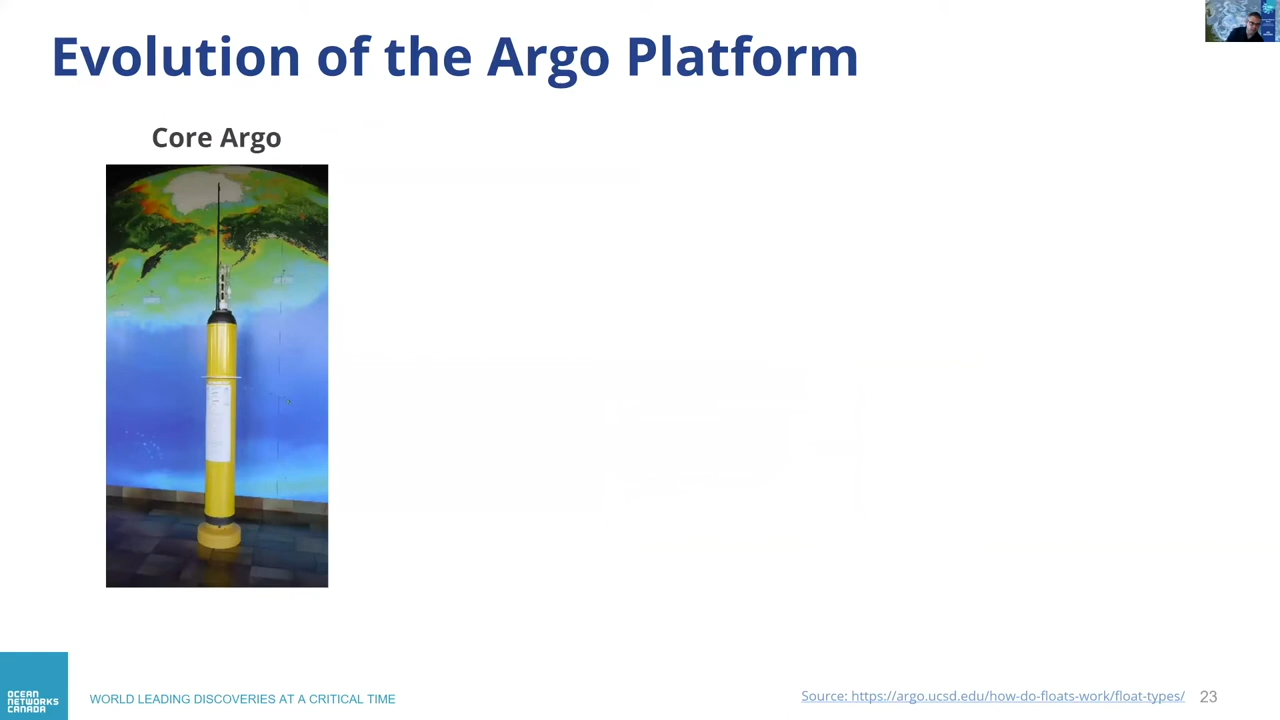 Evolution of the Argo Platform
Core Argo
OCEAN
NETWORKS
CANADA
WORLD LEADING DISCOVERIES AT A CRITICAL TIME
Source: https://argo.ucsd.edu/how-do-floats-work/float-types/
23